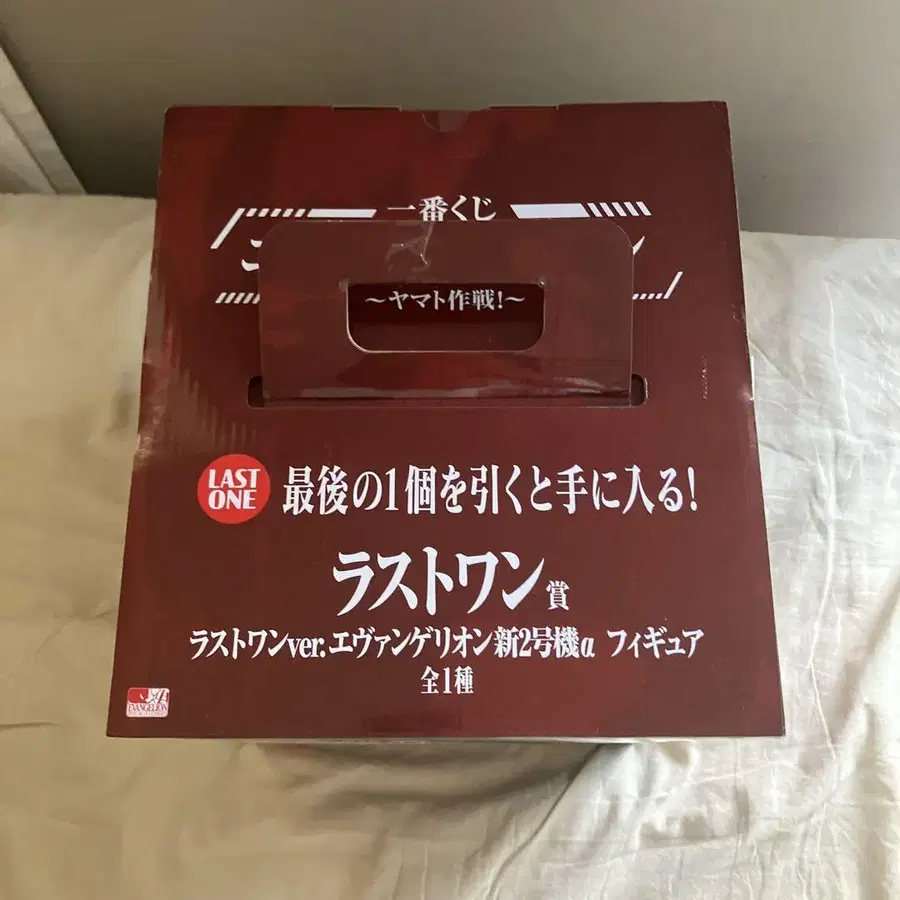 一番くじ
〜ヤマト作戦!〜
LAST
ONE
最後の1個を引くと手に入る!
ラストワン賞
ラストワンver.エヴァンゲリオン新2号機α フィギュア
全1種
EVANGELION